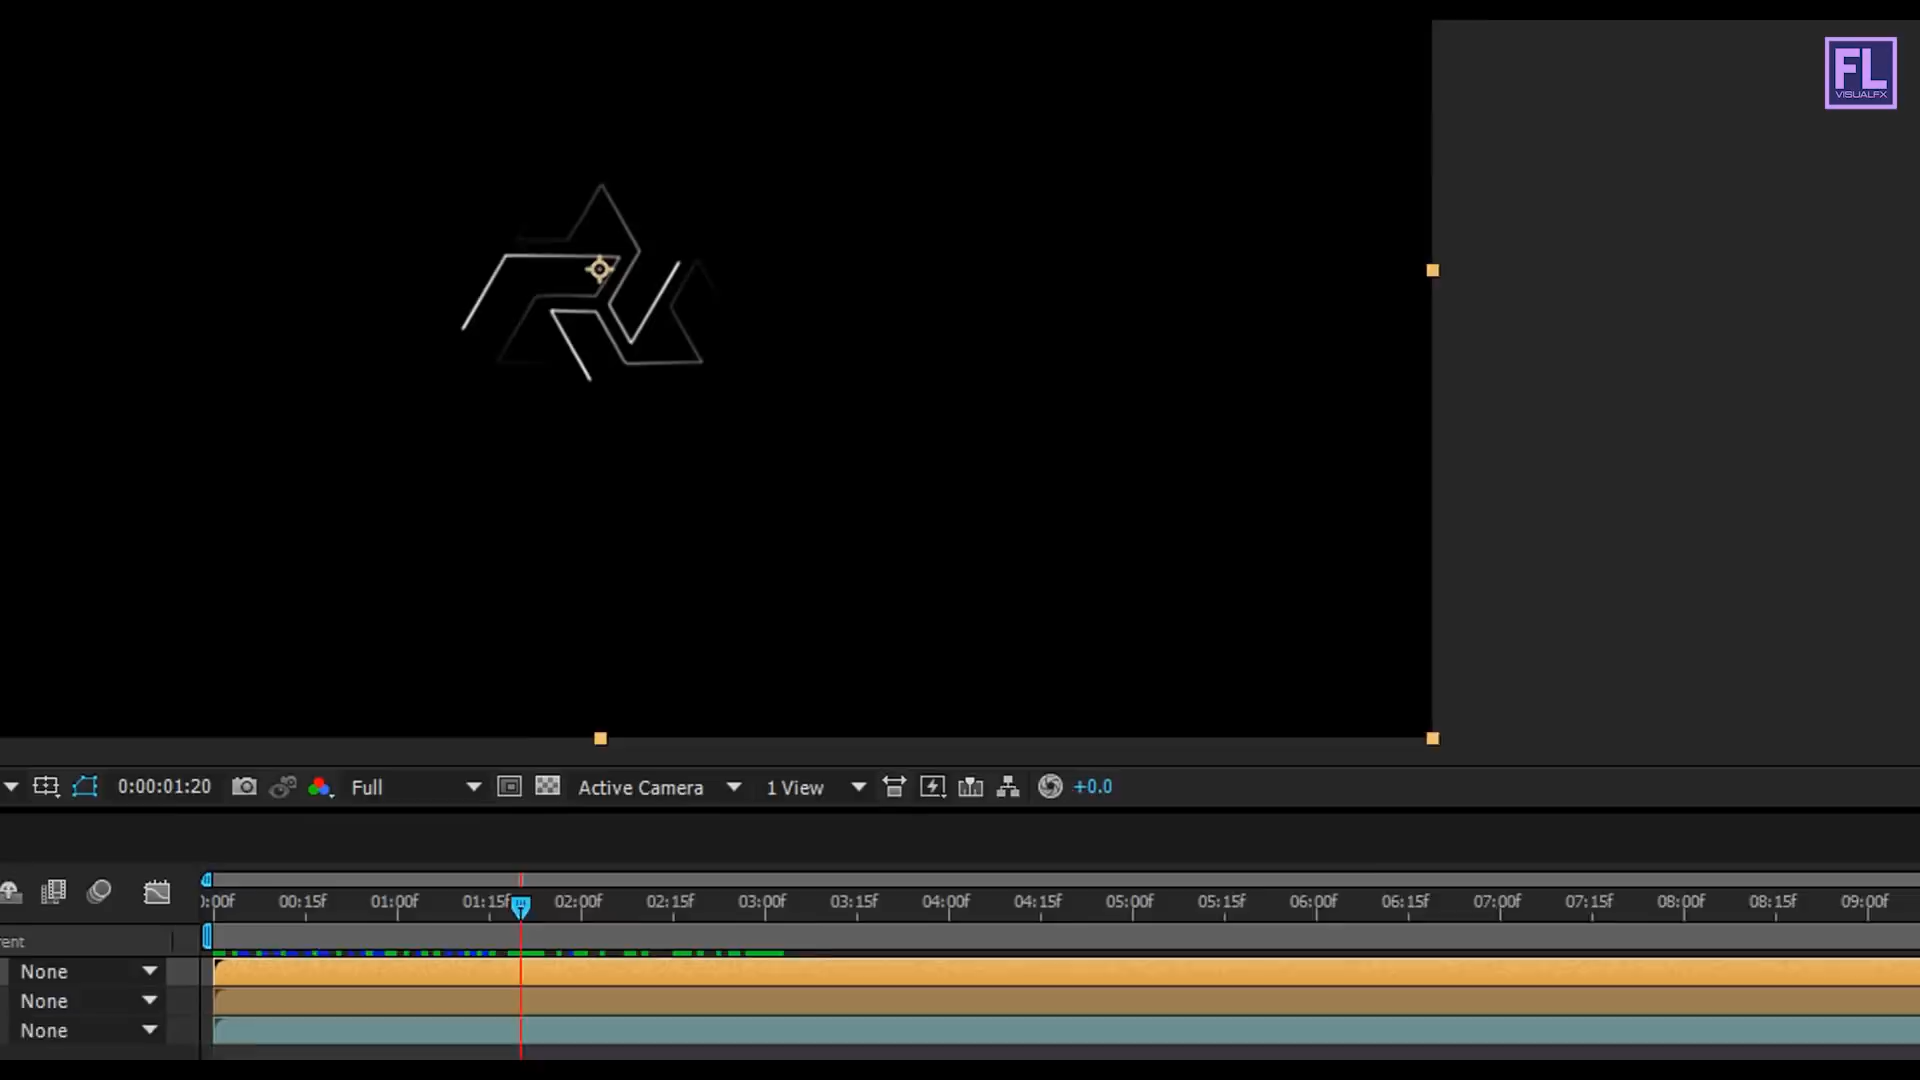 FL
VISUALFX
0:00:01:20
Full
Active Camera
1 View
+0.0
):00f 00:15f 01:00f 01:15f 02:00f 02:15f 03:00f 03:15f 04:00f 04:15f 05:00f 05:15f 06:00f 06:15f 07:00f 07:15f 08:00f 08:15f 09:00f
ent
None
None
None